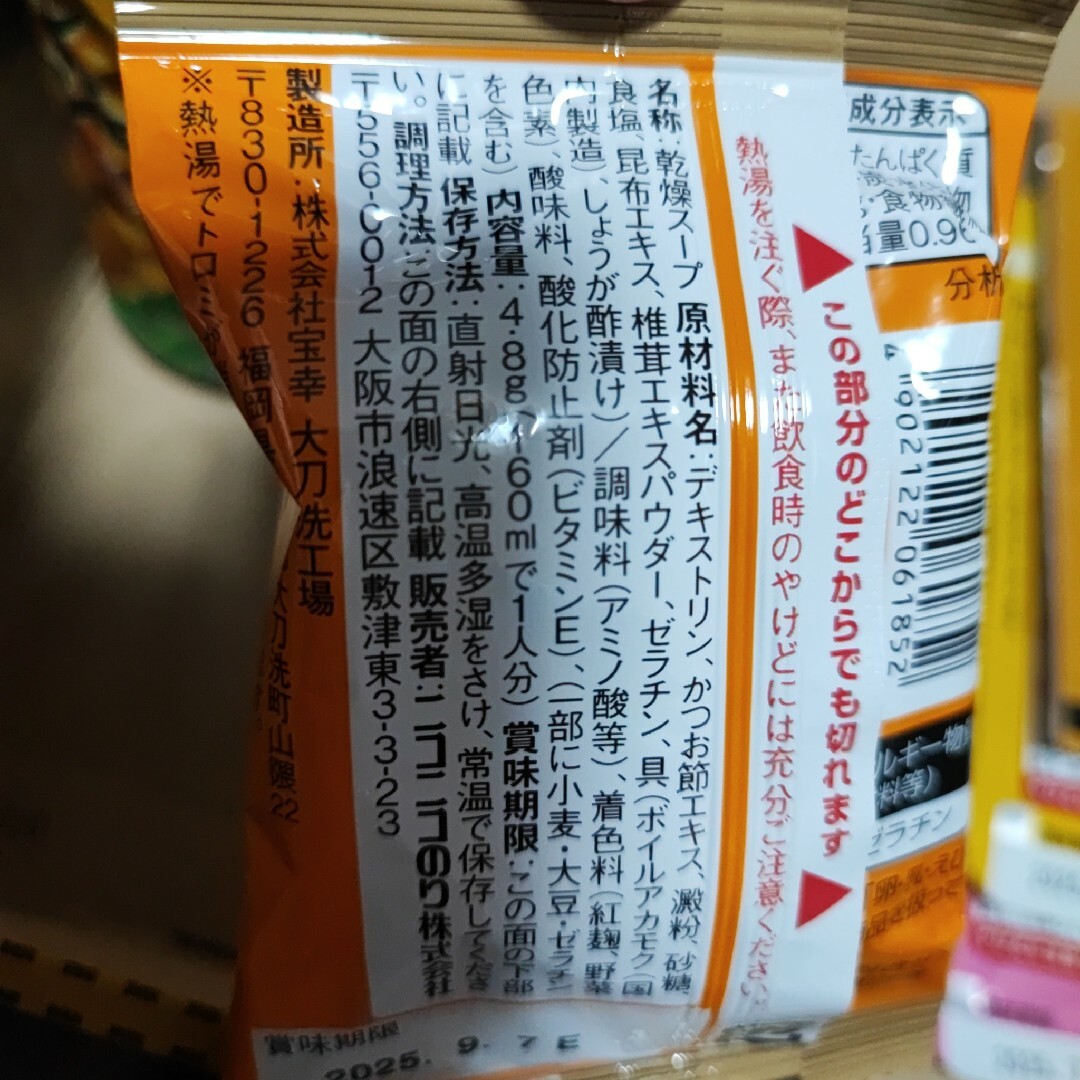 成分表示
たんぱく質
食物
当量0.9
分析
4 902122 061852
ルギー物
料等)
ゼラチン
▶この部分のどこからでも切れます◀
熱湯を注ぐ際、また飲食時のやけどには充分ご注意ください。
名称:乾燥スープ 原材料名:デキストリン、かつお節エキス、澱粉、砂糖、
食塩、昆布エキス、椎茸エキスパウダー、ゼラチン、具(ボイルアカモク(国
内製造)、しょうが酢漬け)/調味料(アミノ酸等)、着色料(紅麹、野菜
色素)、酸味料、酸化防止剤(ビタミンE)、(一部に小麦・大豆・ゼラチン
を含む) 内容量:4.8g(160mlで1人分) 賞味期限:この面の下部
に記載 保存方法:直射日光、高温多湿をさけ、常温で保存してくださ
い。調理方法:この面の右側に記載 販売者:ニコニコのり株式会社
〒556-0012 大阪市浪速区敷津東3-3-23
製造所:株式会社宝幸 大刀洗工場
〒830-1226 福岡 大刀洗町山隈22
※熱湯でトロミが
賞味期限
2025. 9. 7 E